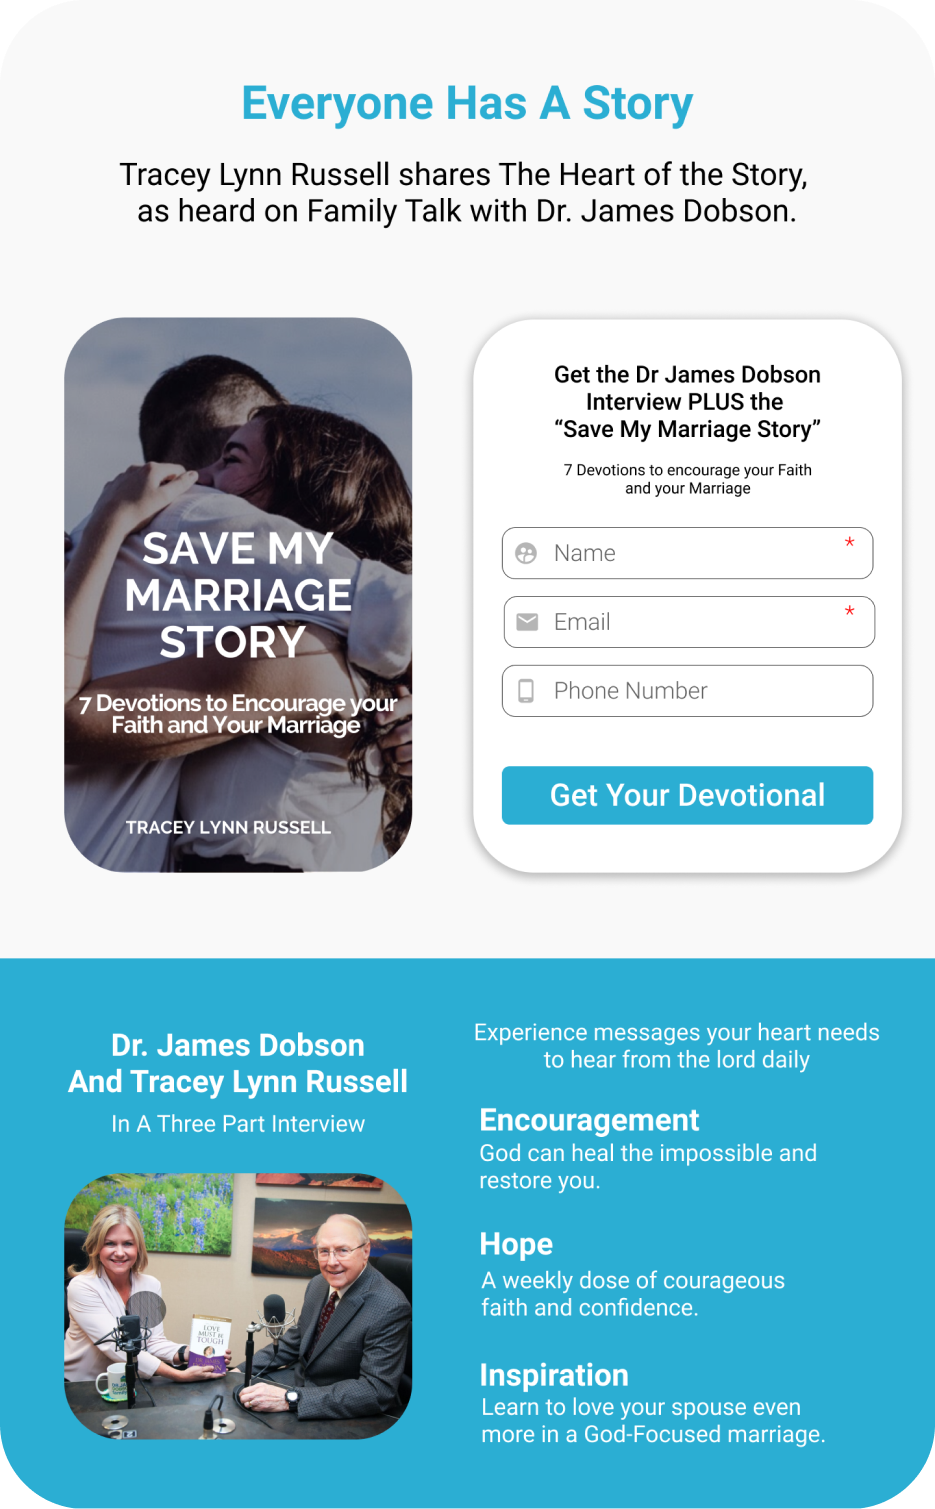 Everyone Has A Story
Tracey Lynn Russell shares The Heart of the Story,
as heard on Family Talk with Dr. James Dobson.
SAVE MY
MARRIAGE
STORY
7 Devotions to Encourage your
Faith and Your Marriage
TRACEY LYNN RUSSELL
Get the Dr James Dobson
Interview PLUS the
“Save My Marriage Story”
7 Devotions to encourage your Faith
and your Marriage
Name *
Email *
Phone Number
Get Your Devotional
Dr. James Dobson
And Tracey Lynn Russell
In A Three Part Interview
LOVE
MUST BE
TOUGH
Experience messages your heart needs
to hear from the lord daily
Encouragement
God can heal the impossible and
restore you.
Hope
A weekly dose of courageous
faith and confidence.
Inspiration
Learn to love your spouse even
more in a God-Focused marriage.